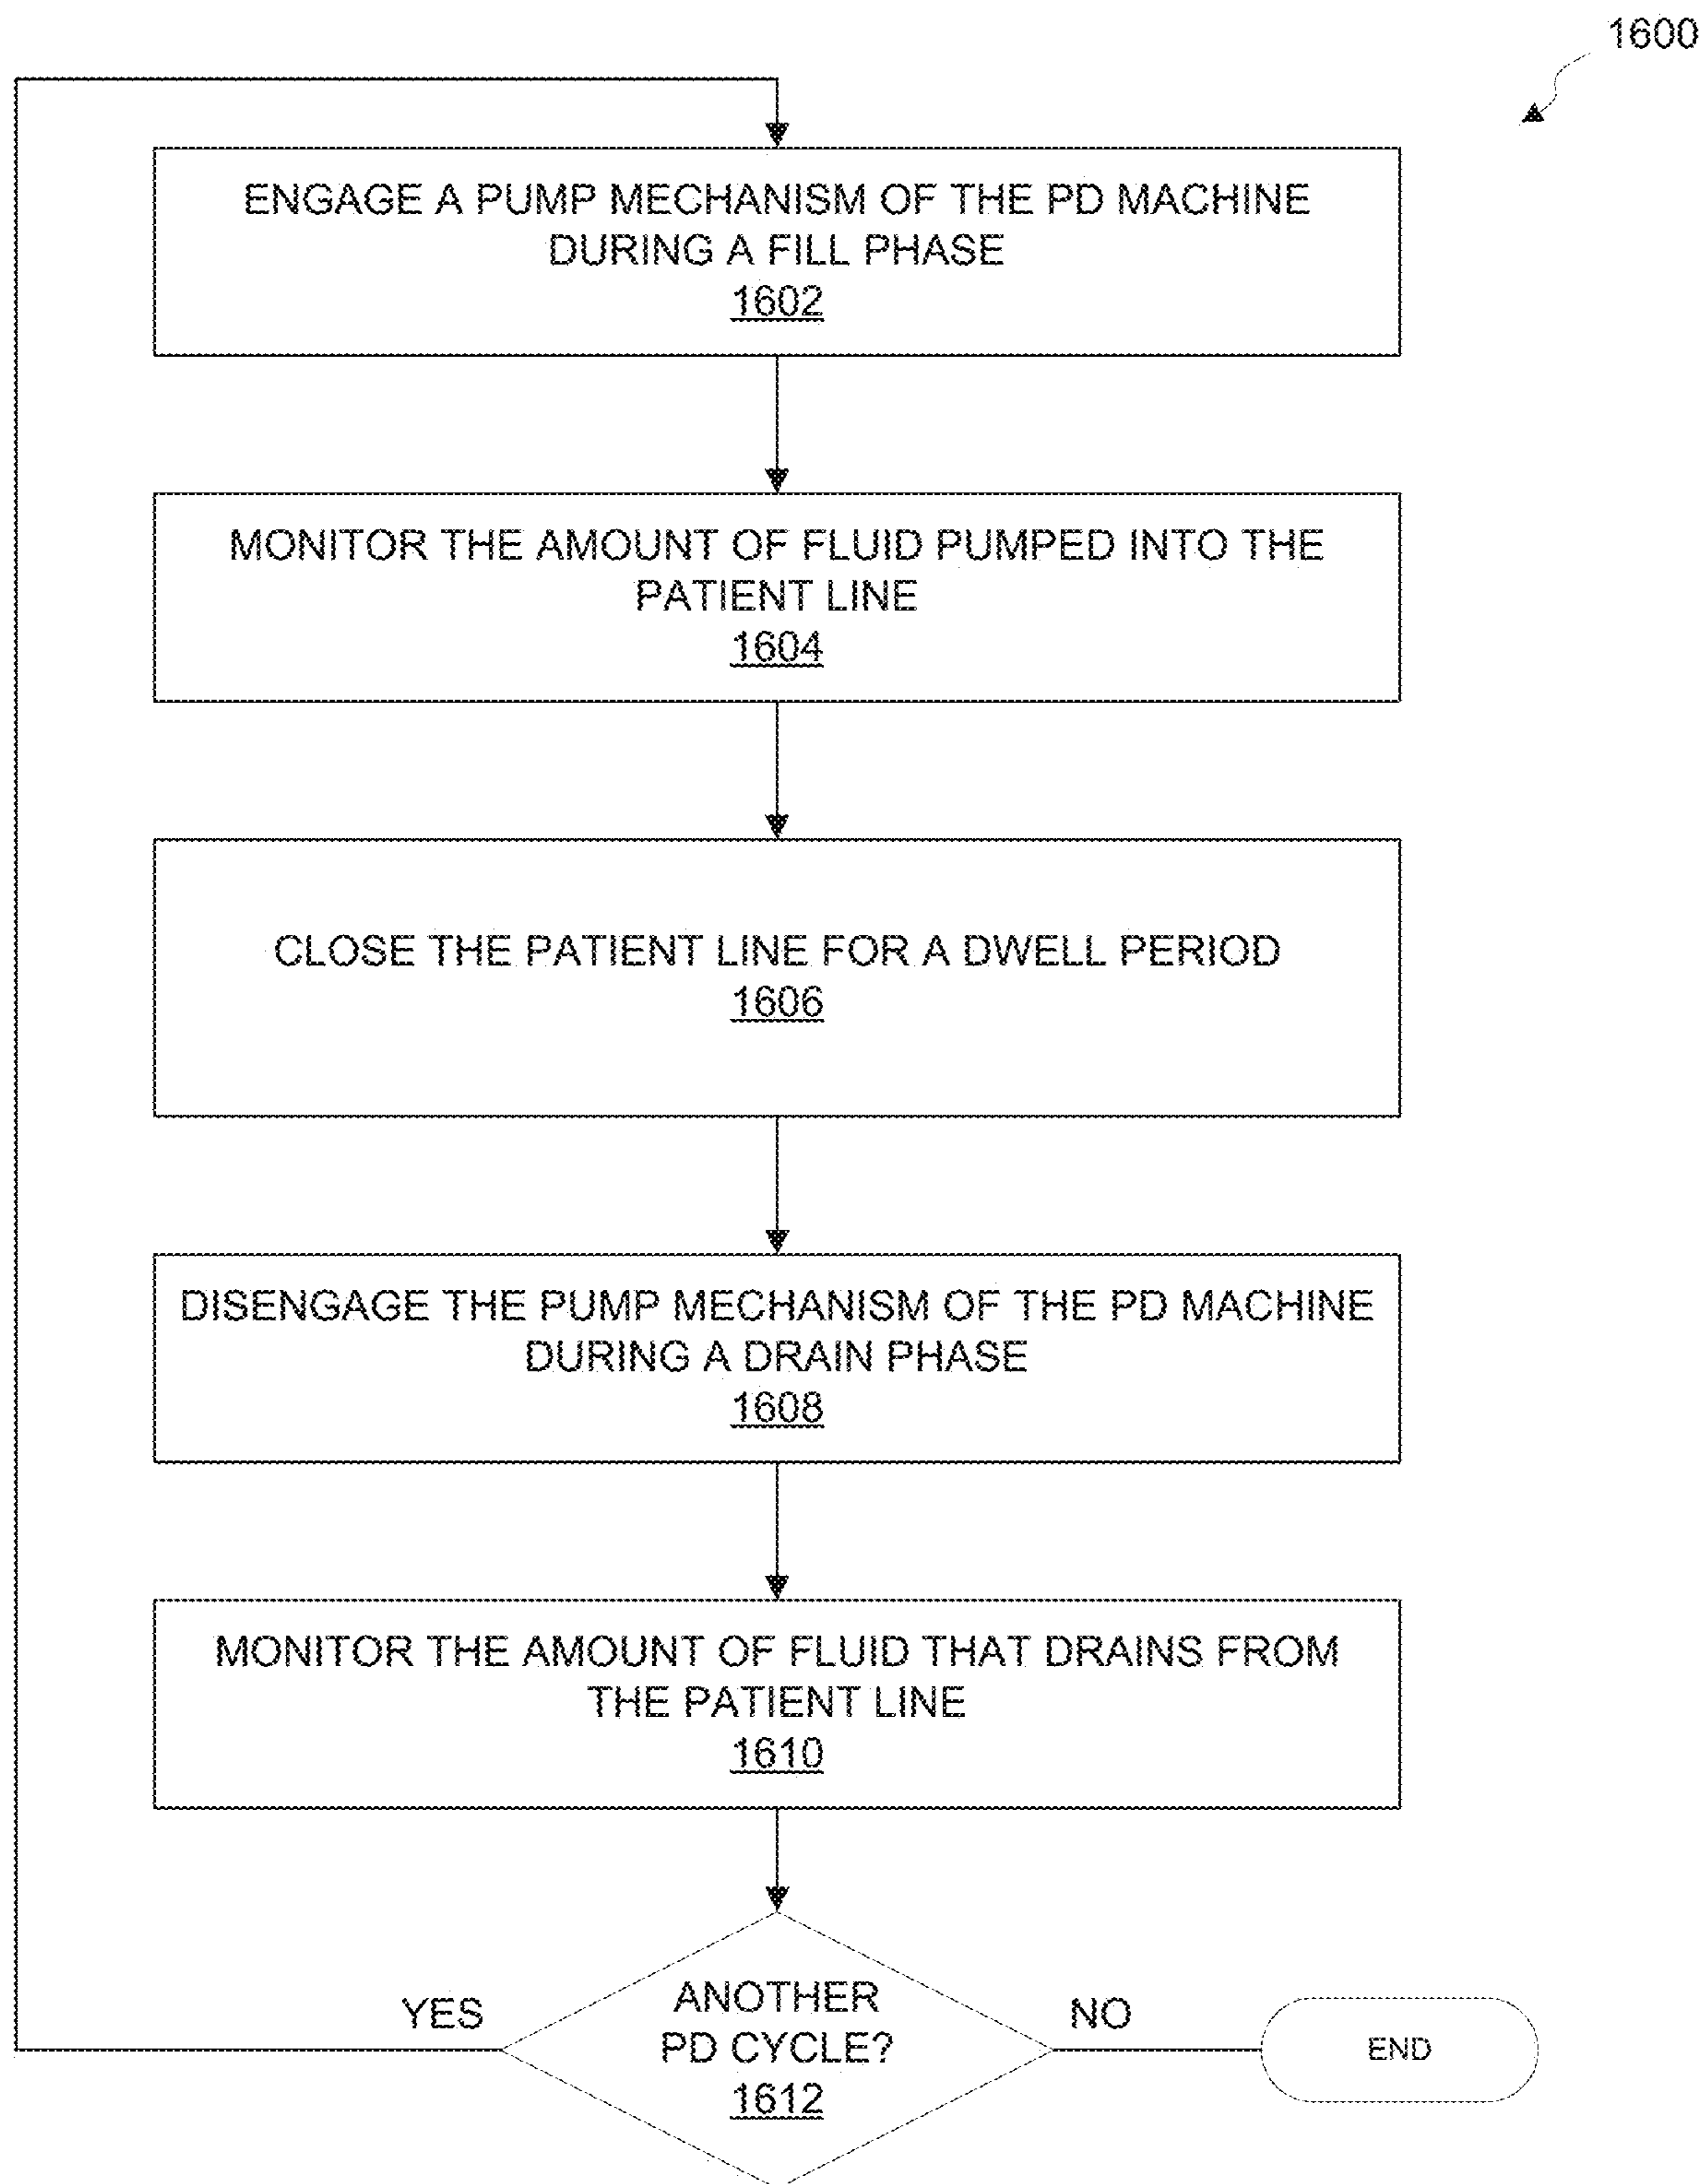 1600
ENGAGE A PUMP MECHANISM OF THE PD MACHINE
DURING A FILL PHASE
1602
MONITOR THE AMOUNT OF FLUID PUMPED INTO THE
PATIENT LINE
1604
CLOSE THE PATIENT LINE FOR A DWELL PERIOD
1606
DISENGAGE THE PUMP MECHANISM OF THE PD MACHINE
DURING A DRAIN PHASE
1608
MONITOR THE AMOUNT OF FLUID THAT DRAINS FROM
THE PATIENT LINE
1610
YES
ANOTHER
PD CYCLE?
1612
NO
END